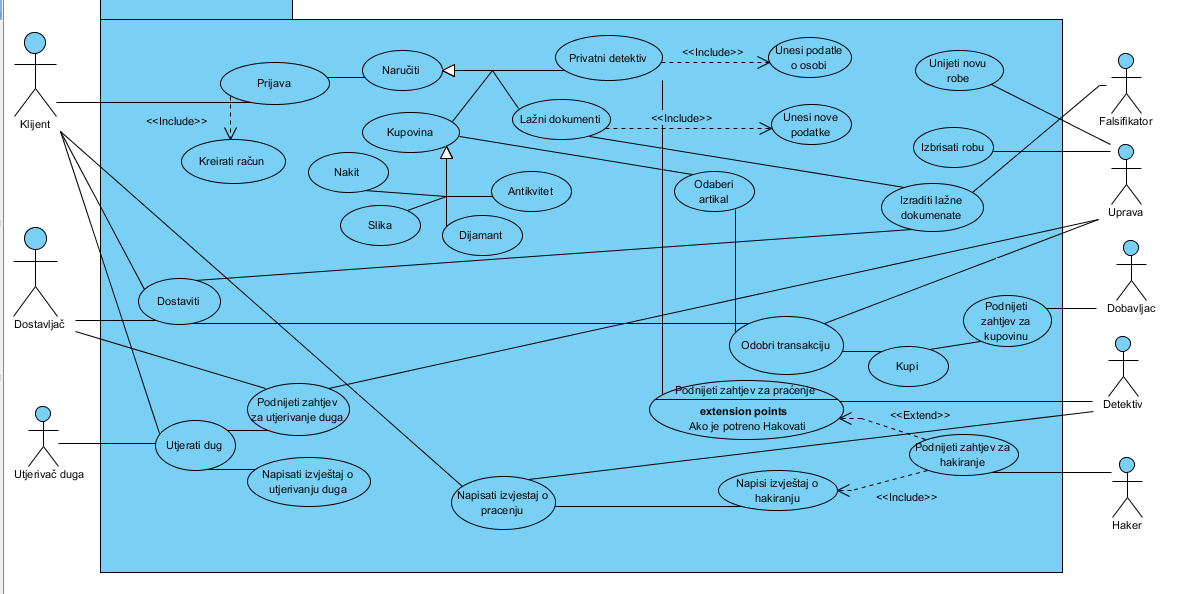 Klijent
Dostavljač
Utjerivač duga
Prijava
<<Include>>
Kreirati račun
Naručiti
Kupovina
Nakit
Slika
Antikvitet
Dijamant
Privatni detektiv
<<Include>>
Unesi podatle
o osobi
Lažni dokumenti
<<Include>>
Unesi nove
podatke
Odaberi
artikal
Unijeti novu
robe
Izbrisati robu
Izraditi lažne
dokumenate
Dostaviti
Odobri transakciju
Kupi
Podnijeti
zahtjev za
kupovinu
Podnijeti zahtjev
za utjerivanje duga
Utjerati dug
Napisati izvještaj o
utjerivanju duga
Podnijeti zahtjev za praćenje
extension points
Ako je potreno Hakovati
<<Extend>>
Podnijeti zahtjev za
hakiranje
<<Include>>
Napisi izvještaj o
hakiranju
Napisati izvjestaj o
pracenju
Falsifikator
Uprava
Dobavljac
Detektiv
Haker